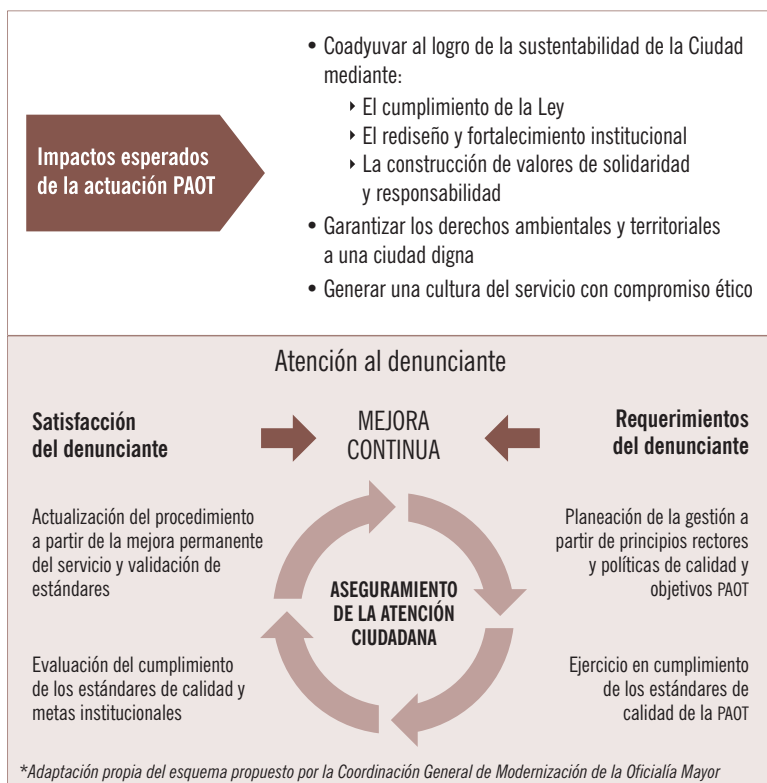 Impactos esperados
de la actuación PAOT
• Coadyuvar al logro de la sustentabilidad de la Ciudad
mediante:
‣ El cumplimiento de la Ley
‣ El rediseño y fortalecimiento institucional
‣ La construcción de valores de solidaridad
y responsabilidad
• Garantizar los derechos ambientales y territoriales
a una ciudad digna
• Generar una cultura del servicio con compromiso ético
Atención al denunciante
Satisfacción
del denunciante
MEJORA
CONTINUA
Requerimientos
del denunciante
Actualización del procedimiento
a partir de la mejora permanente
del servicio y validación de
estándares
Planeación de la gestión a
partir de principios rectores
y políticas de calidad y
objetivos PAOT
ASEGURAMIENTO
DE LA ATENCIÓN
CIUDADANA
Evaluación del cumplimiento
de los estándares de calidad y
metas institucionales
Ejercicio en cumplimiento
de los estándares de
calidad de la PAOT
*Adaptación propia del esquema propuesto por la Coordinación General de Modernización de la Oficialía Mayor